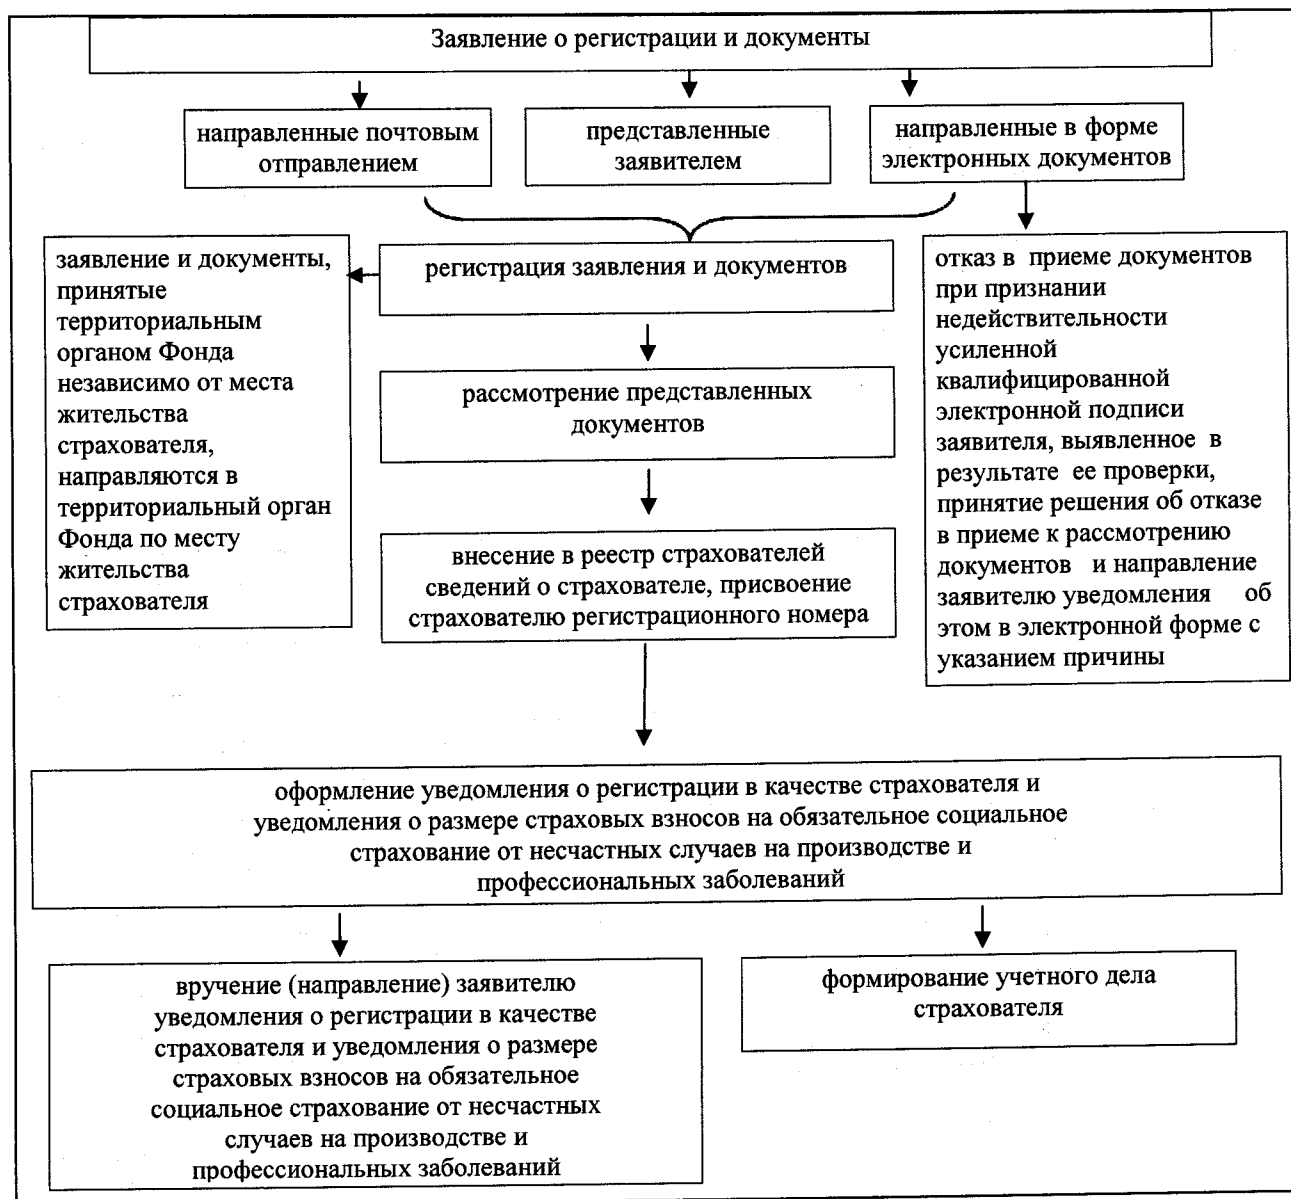 Заявление о регистрации и документы
направленные почтовым
отправлением
представленные
заявителем
направленные в форме
электронных документов
заявление и документы,
принятые
территориальным
органом Фонда
независимо от места
жительства
страхователя,
направляются в
территориальный орган
Фонда по месту
жительства
страхователя
регистрация заявления и документов
рассмотрение представленных
документов
внесение в реестр страхователей
сведений о страхователе, присвоение
страхователю регистрационного номера
отказ в приеме документов
при признании
недействительности
усиленной
квалифицированной
электронной подписи
заявителя, выявленное в
результате ее проверки,
принятие решения об отказе
в приеме к рассмотрению
документов и направление
заявителю уведомления об
этом в электронной форме с
указанием причины
оформление уведомления о регистрации в качестве страхователя и
уведомления о размере страховых взносов на обязательное социальное
страхование от несчастных случаев на производстве и
профессиональных заболеваний
вручение (направление) заявителю
уведомления о регистрации в качестве
страхователя и уведомления о размере
страховых взносов на обязательное
социальное страхование от несчастных
случаев на производстве и
профессиональных заболеваний
формирование учетного дела
страхователя